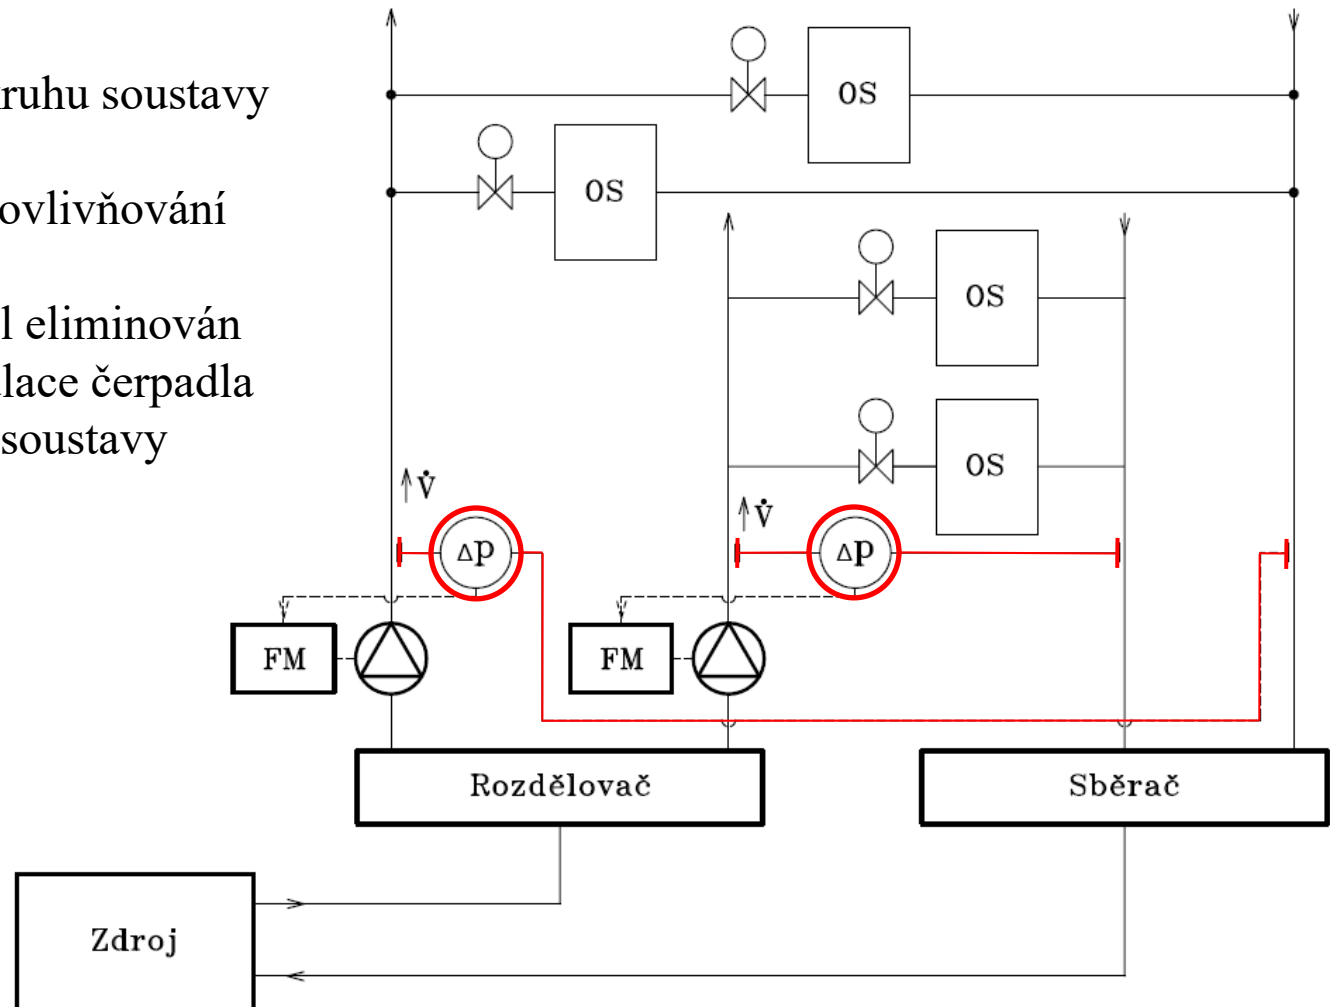 ruhu soustavy
ovlivňování
l eliminován
lace čerpadla
soustavy
OS
OS
OS
OS
V̇
V̇
Δp
Δp
FM
FM
Rozdělovač
Sběrač
Zdroj